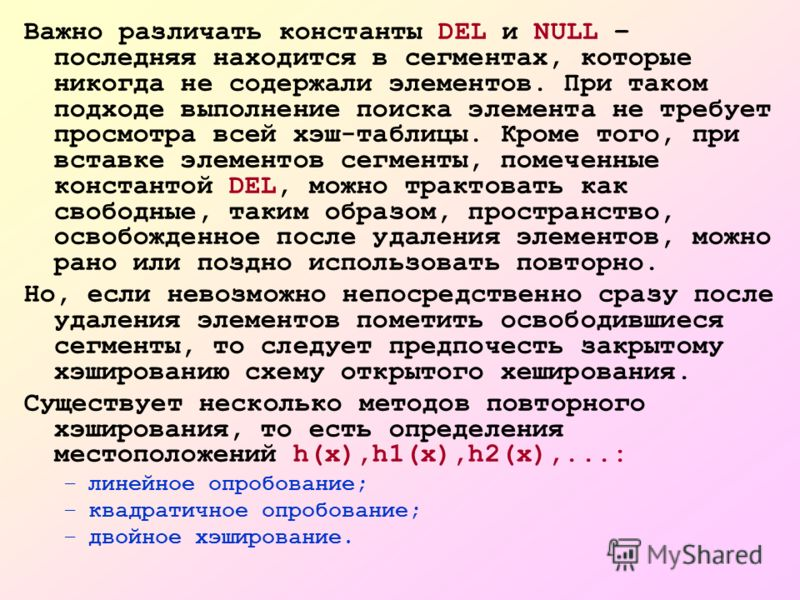 Важно различать константы DEL и NULL –
последняя находится в сегментах, которые
никогда не содержали элементов. При таком
подходе выполнение поиска элемента не требует
просмотра всей хэш-таблицы. Кроме того, при
вставке элементов сегменты, помеченные
константой DEL, можно трактовать как
свободные, таким образом, пространство,
освобожденное после удаления элементов, можно
рано или поздно использовать повторно.
Но, если невозможно непосредственно сразу после
удаления элементов пометить освободившиеся
сегменты, то следует предпочесть закрытому
хэшированию схему открытого хеширования.
Существует несколько методов повторного
хэширования, то есть определения
местоположений h(x),h1(x),h2(x),...:
– линейное опробование;
– квадратичное опробование;
– двойное хэширование.
MyShared